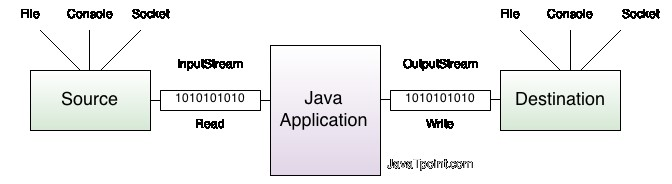 File Console Socket
File Console Socket
InputStream
OutputStream
Source
1010101010
Java
Application
1010101010
Destination
Read
Write
JavaTpoint.com